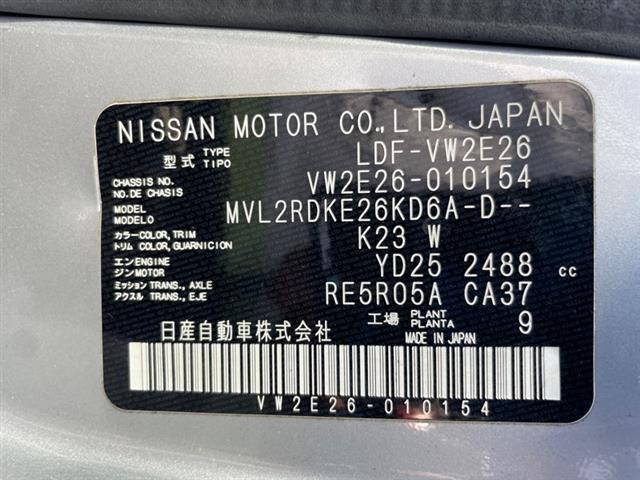 NISSAN MOTOR CO.,LTD. JAPAN
型式 TYPE TIPO LDF-VW2E26
CHASSIS NO. NO.DE CHASIS VW2E26-010154
MODEL MODELO MVL2RDKE26KD6A-D--
カラー COLOR, TRIM トリム COLOR, GUARNICION K23 W
エンジン ENGINE MOTOR YD25 2488 cc
ミッション TRANS., AXLE アクスル TRANS., EJE RE5R05A CA37
日産自動車株式会社 工場 PLANT PLANTA 9
MADE IN JAPAN
VW2E26-010154